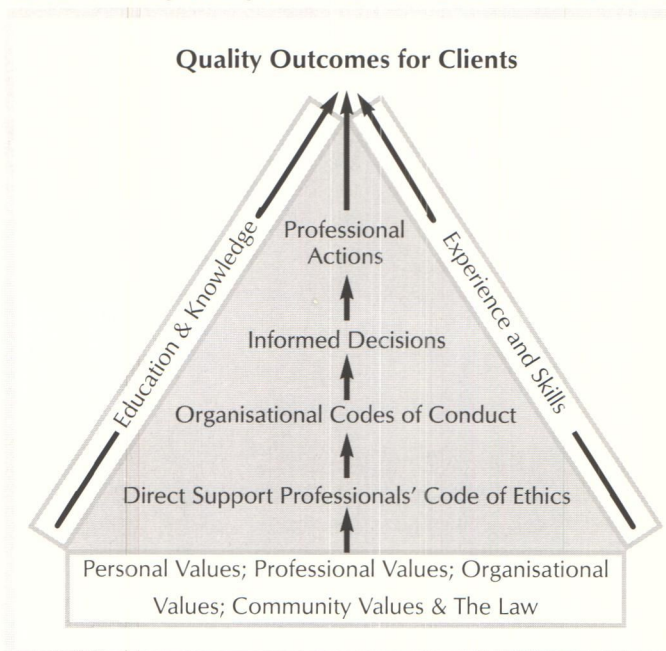 Quality Outcomes for Clients
Education & Knowledge
Experience and Skills
Professional
Actions
Informed Decisions
Organisational Codes of Conduct
Direct Support Professionals’ Code of Ethics
Personal Values; Professional Values; Organisational
Values; Community Values & The Law